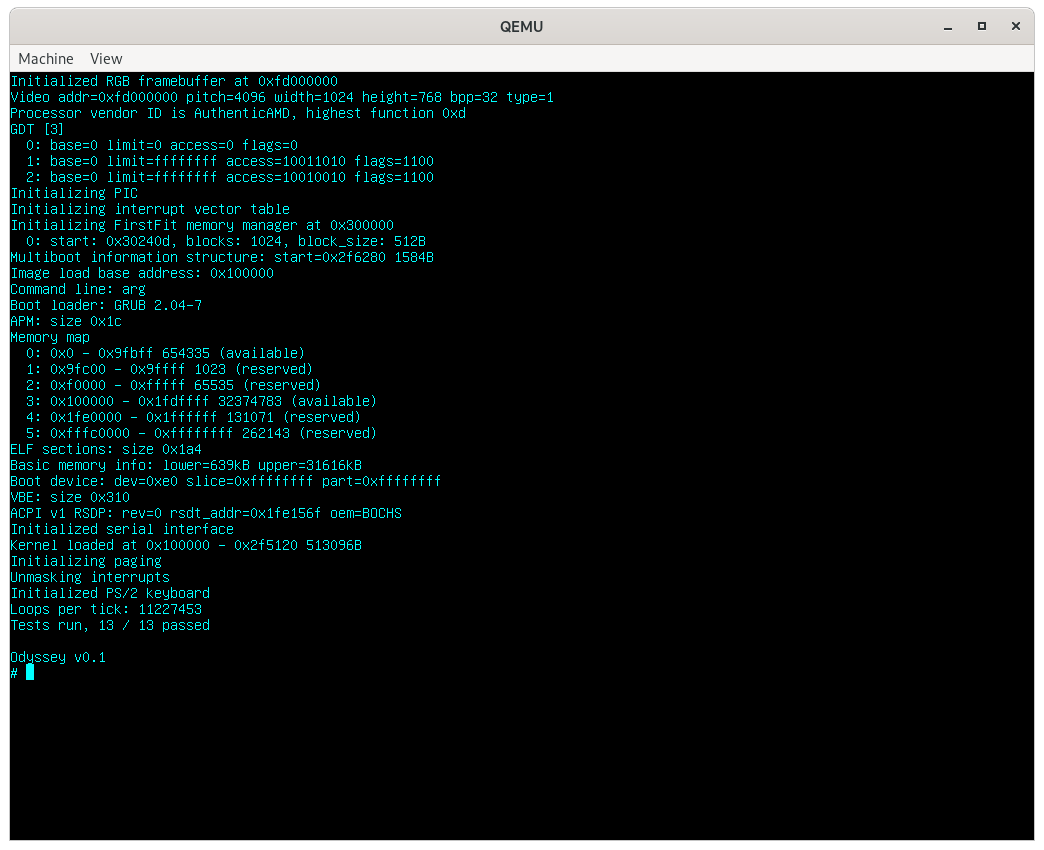 QEMU
Machine View
Initialized RGB framebuffer at 0xfd000000
Video addr=0xfd000000 pitch=4096 width=1024 height=768 bpp=32 type=1
Processor vendor ID is AuthenticAMD, highest function 0xd
GDT [3]
  0: base=0 limit=0 access=0 flags=0
  1: base=0 limit=ffffffff access=10011010 flags=1100
  2: base=0 limit=ffffffff access=10010010 flags=1100
Initializing PIC
Initializing interrupt vector table
Initializing FirstFit memory manager at 0x300000
  0: start: 0x30240d, blocks: 1024, block_size: 512B
Multiboot information structure: start=0x2f6280 1584B
Image load base address: 0x100000
Command line: arg
Boot loader: GRUB 2.04-7
APM: size 0x1c
Memory map
  0: 0x0 - 0x9fbff 654335 (available)
  1: 0x9fc00 - 0x9ffff 1023 (reserved)
  2: 0xf0000 - 0xfffff 65535 (reserved)
  3: 0x100000 - 0x1fdffff 32374783 (available)
  4: 0x1fe0000 - 0x1ffffff 131071 (reserved)
  5: 0xfffc0000 - 0xffffffff 262143 (reserved)
ELF sections: size 0x1a4
Basic memory info: lower=639kB upper=31616kB
Boot device: dev=0xe0 slice=0xffffffff part=0xffffffff
VBE: size 0x310
ACPI v1 RSDP: rev=0 rsdt_addr=0x1fe156f oem=BOCHS
Initialized serial interface
Kernel loaded at 0x100000 - 0x2f5120 513096B
Initializing paging
Unmasking interrupts
Initialized PS/2 keyboard
Loops per tick: 11227453
Tests run, 13 / 13 passed
Odyssey v0.1
#